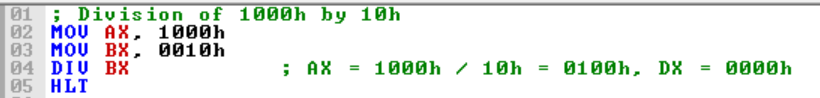 01 ; Division of 1000h by 10h
02 MOV AX, 1000h
03 MOV BX, 0010h
04 DIV BX ; AX = 1000h / 10h = 0100h, DX = 0000h
05 HLT